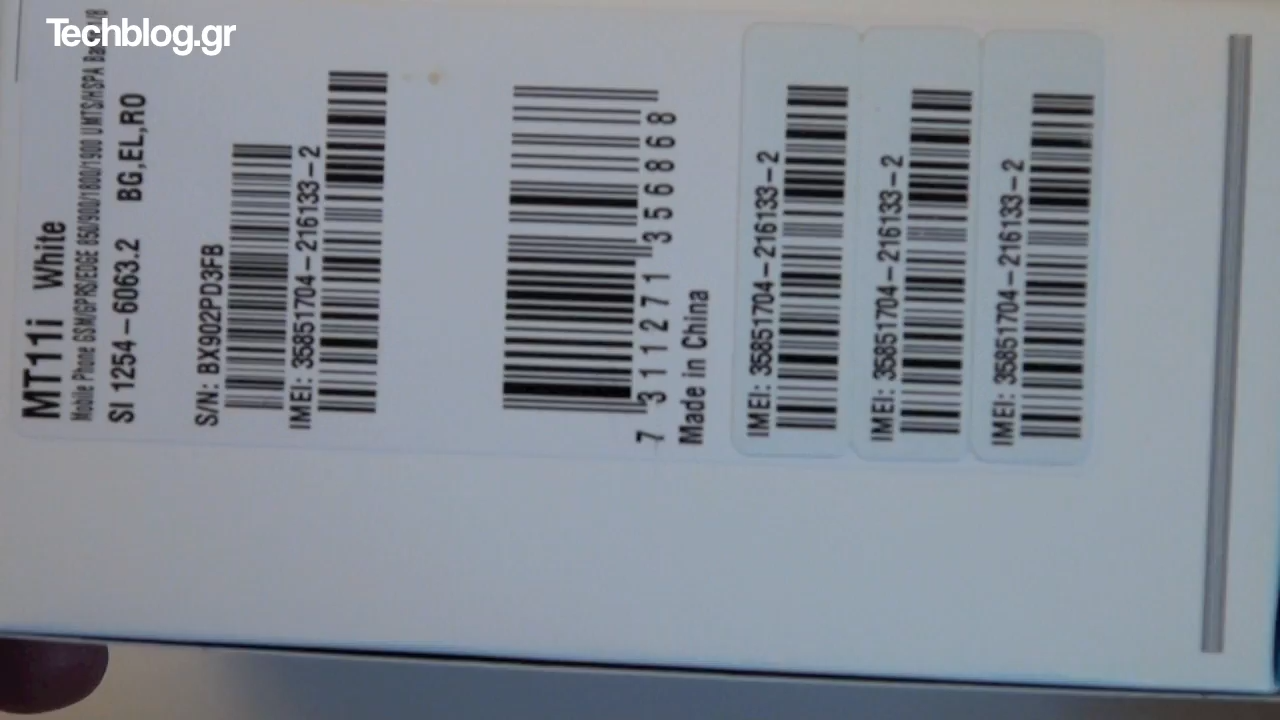 Techblog.gr
MT11i White
Mobile Phone GSM/GPRS/EDGE 850/900/1800/1900 UMTS/HSPA
SI 1254-6063.2 BG,EL,RO
S/N: BX902PD3FB
IMEI: 35851704-216133-2
7 311271 356868
Made in China
IMEI: 35851704-216133-2
IMEI: 35851704-216133-2
IMEI: 35851704-216133-2